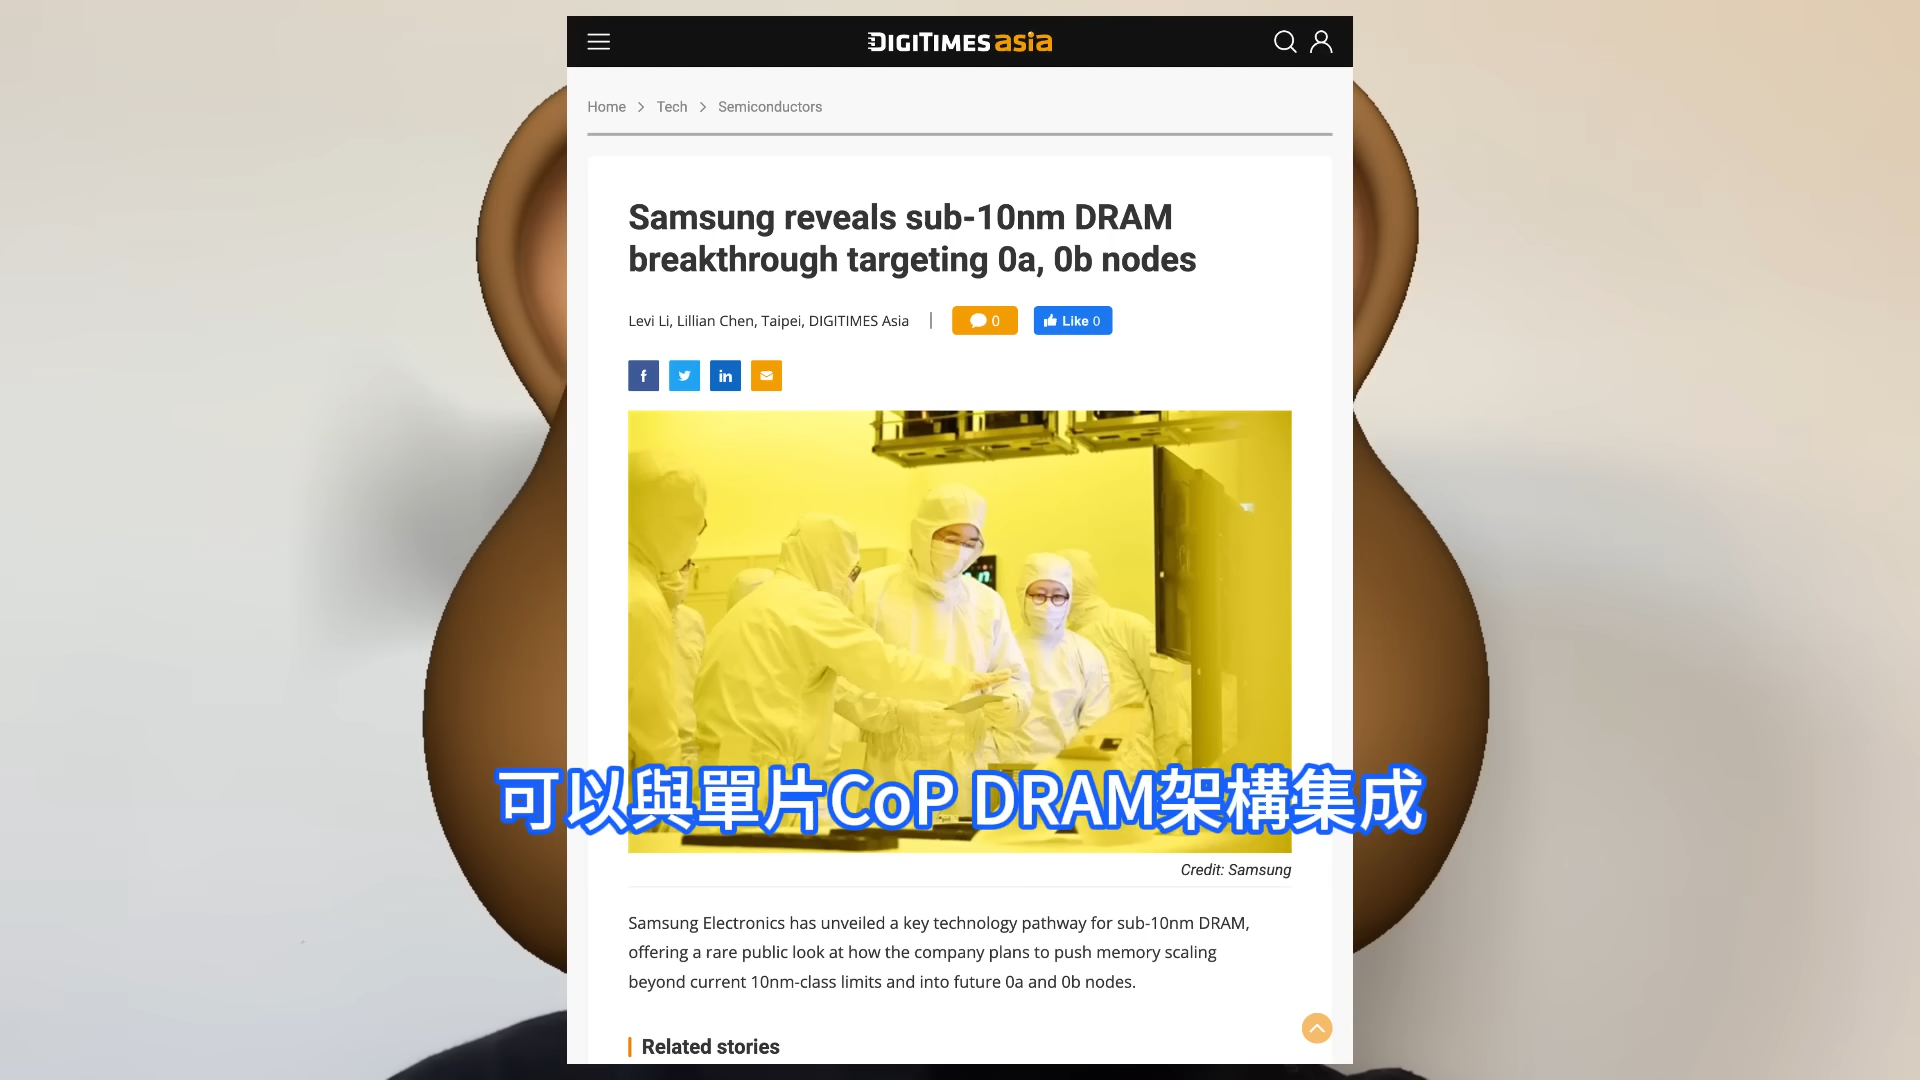 DIGITIMES asia
Home > Tech > Semiconductors
Samsung reveals sub-10nm DRAM
breakthrough targeting 0a, 0b nodes
Levi Li, Lillian Chen, Taipei, DIGITIMES Asia | 0 Like 0
可以與單片CoP DRAM架構集成
Credit: Samsung
Samsung Electronics has unveiled a key technology pathway for sub-10nm DRAM,
offering a rare public look at how the company plans to push memory scaling
beyond current 10nm-class limits and into future 0a and 0b nodes.
Related stories